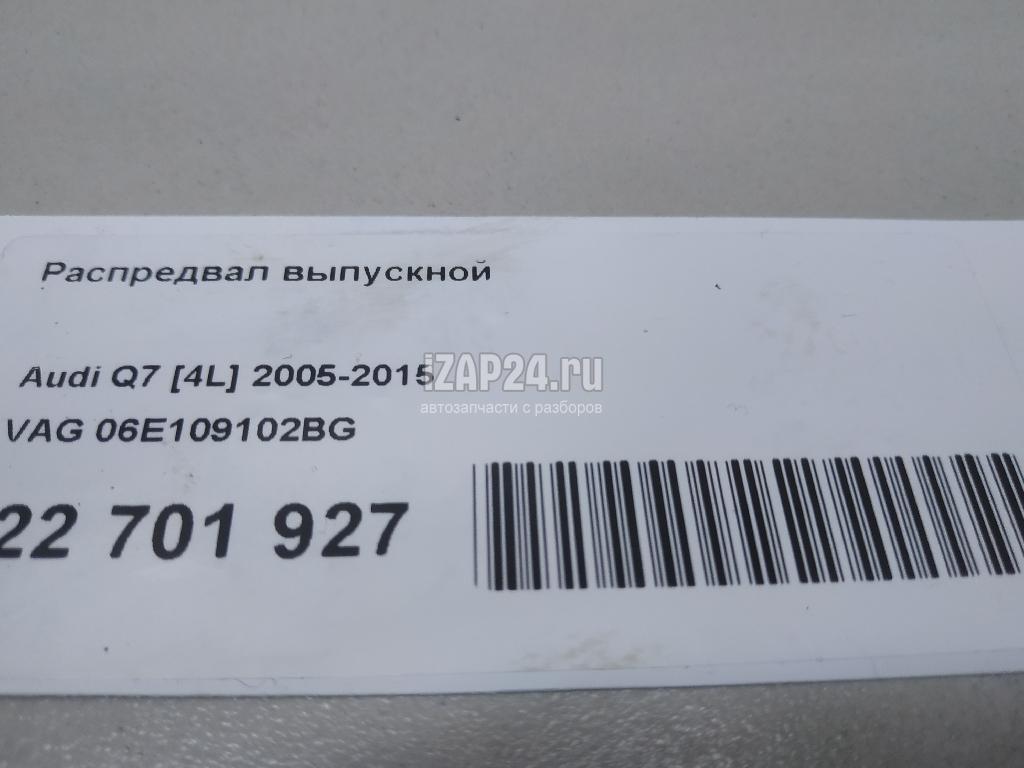 Распредвал выпускной
Audi Q7 [4L] 2005-2015
iZAP24.ru
автозапчасти с разборов
VAG 06E109102BG
22 701 927